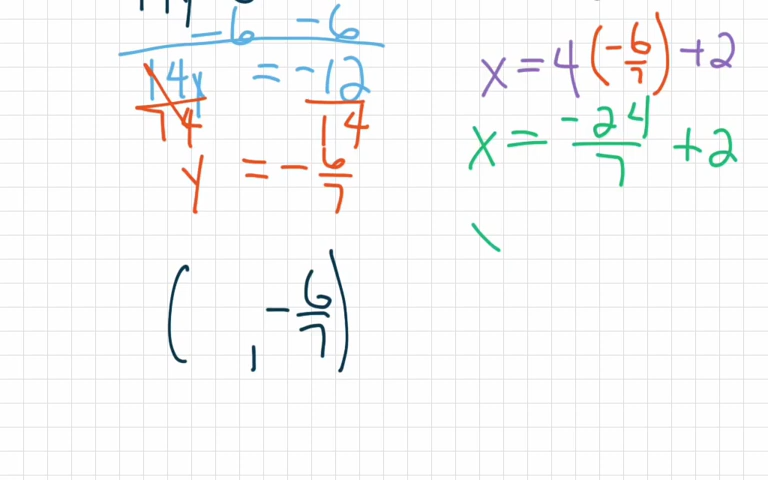 -6 -6
14y = -12
14 14
y = - 6/7
( , - 6/7)
x = 4(-6/7) + 2
x = -24/7 + 2